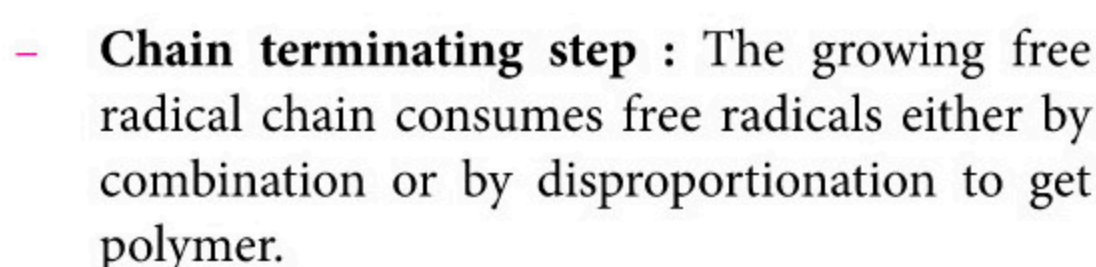 – Chain terminating step : The growing free
radical chain consumes free radicals either by
combination or by disproportionation to get
polymer.